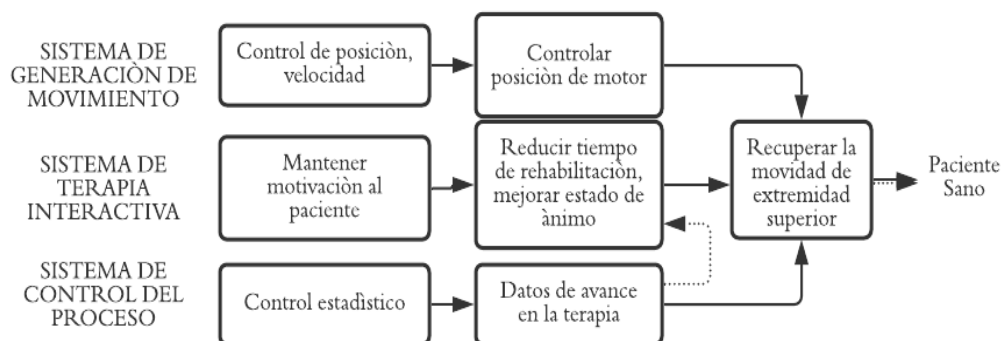 SISTEMA DE
GENERACIÒN DE
MOVIMIENTO
Control de posiciòn,
velocidad
Controlar
posiciòn de motor
SISTEMA DE
TERAPIA
INTERACTIVA
Mantener
motivaciòn al
paciente
Reducir tiempo
de rehabilitaciòn,
mejorar estado de
ànimo
Recuperar la
movidad de
extremidad
superior
Paciente
Sano
SISTEMA DE
CONTROL DEL
PROCESO
Control estadìstico
Datos de avance
en la terapia